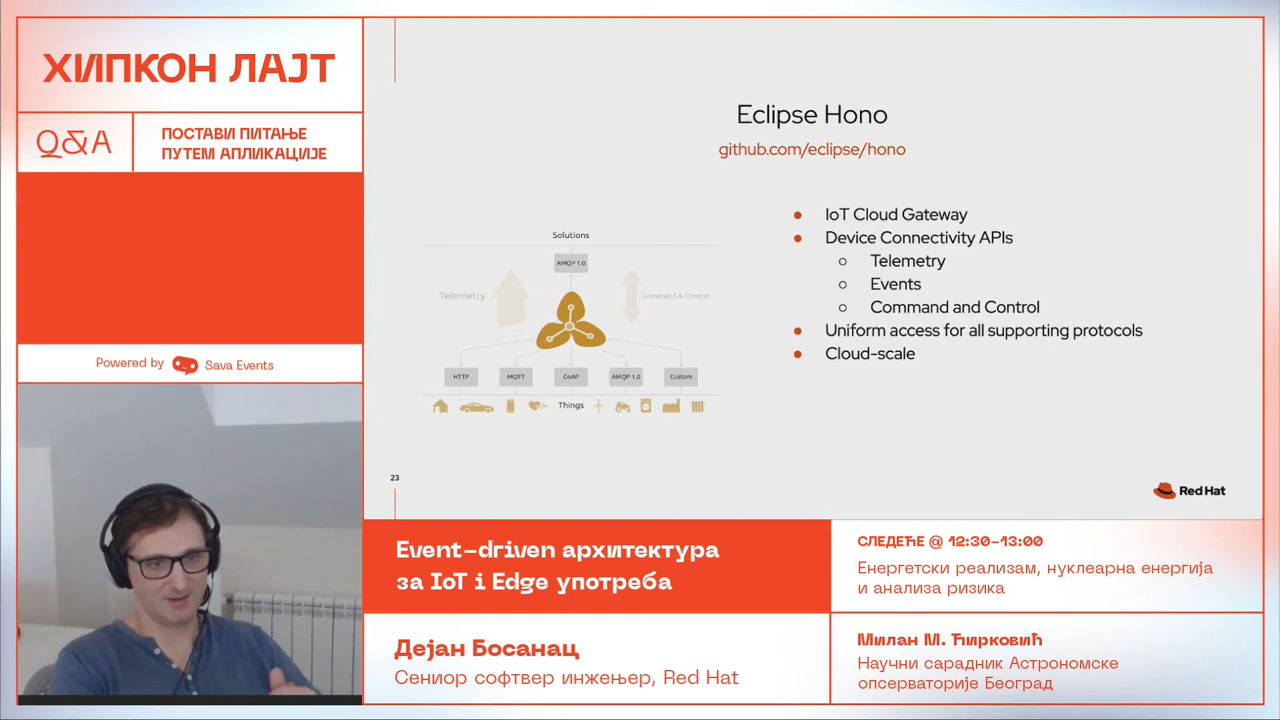 ХИПКОН ЛАЈТ
Q&A
ПОСТАВИ ПИТАЊЕ
ПУТЕМ АПЛИКАЦИЈЕ
Powered by Sava Events
Eclipse Hono
github.com/eclipse/hono
Solutions
AMQP 1.0
Telemetry
Command & Control
HTTP
MQTT
CoAP
AMQP 1.0
Custom
Things
IoT Cloud Gateway
Device Connectivity APIs
Telemetry
Events
Command and Control
Uniform access for all supporting protocols
Cloud-scale
23
Red Hat
Event-driven архитектура
за IoT i Edge употреба
Дејан Босанац
Сениор софтвер инжењер, Red Hat
СЛЕДЕЋЕ @ 12:30-13:00
Енергетски реализам, нуклеарна енергија
и анализа ризика
Милан М. Ћирковић
Научни сарадник Астрономске
опсерваторије Београд